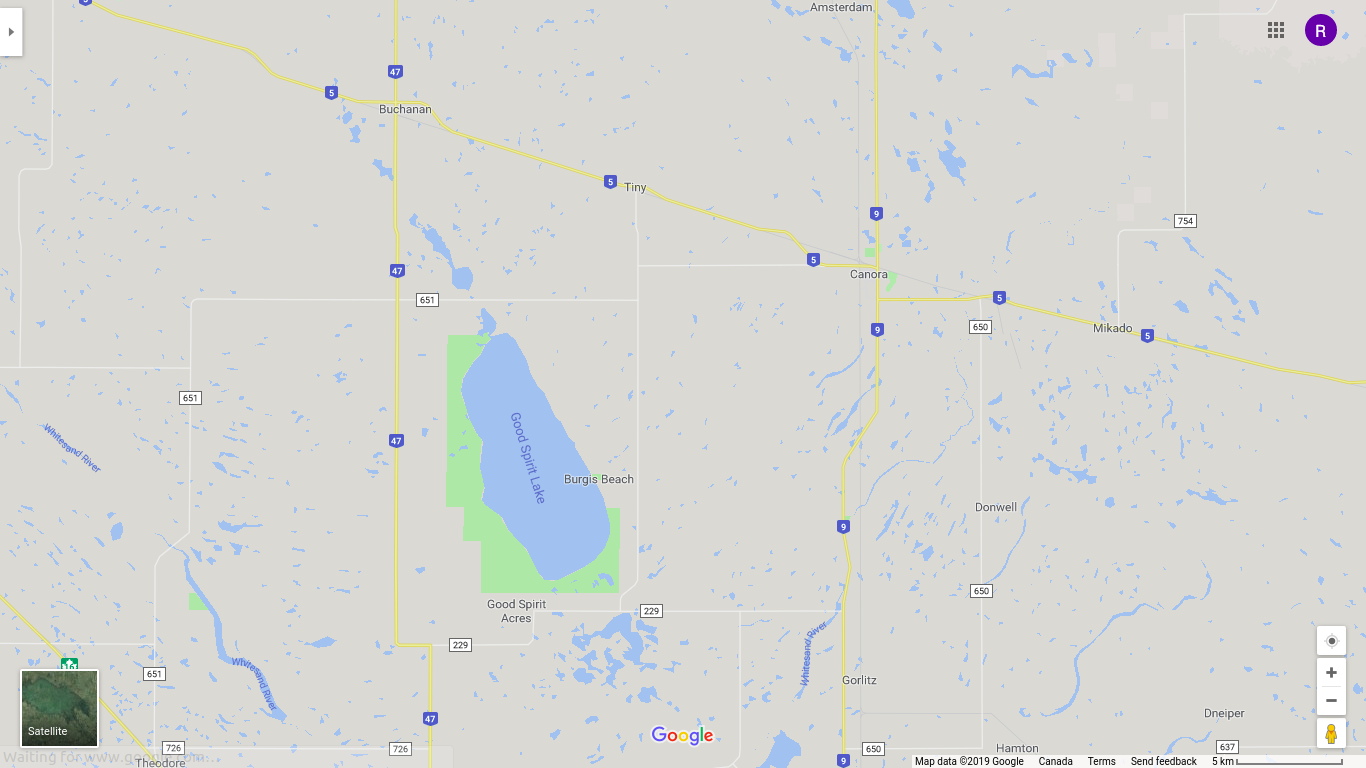 5
Amsterdam
R
47
5
Buchanan
5
Tiny
9
754
5
Canora
47
651
5
9
650
Mikado
5
651
Whitesand River
47
Good Spirit Lake
Burgis Beach
Donwell
9
650
Good Spirit
Acres
229
229
Whitesand River
Whitesand River
16
651
Gorlitz
Satellite
47
Dneiper
Google
726
726
650
Hamton
637
Waiting for www.google.com...
Theodore
9
Map data ©2019 Google Canada Terms Send feedback 5 km